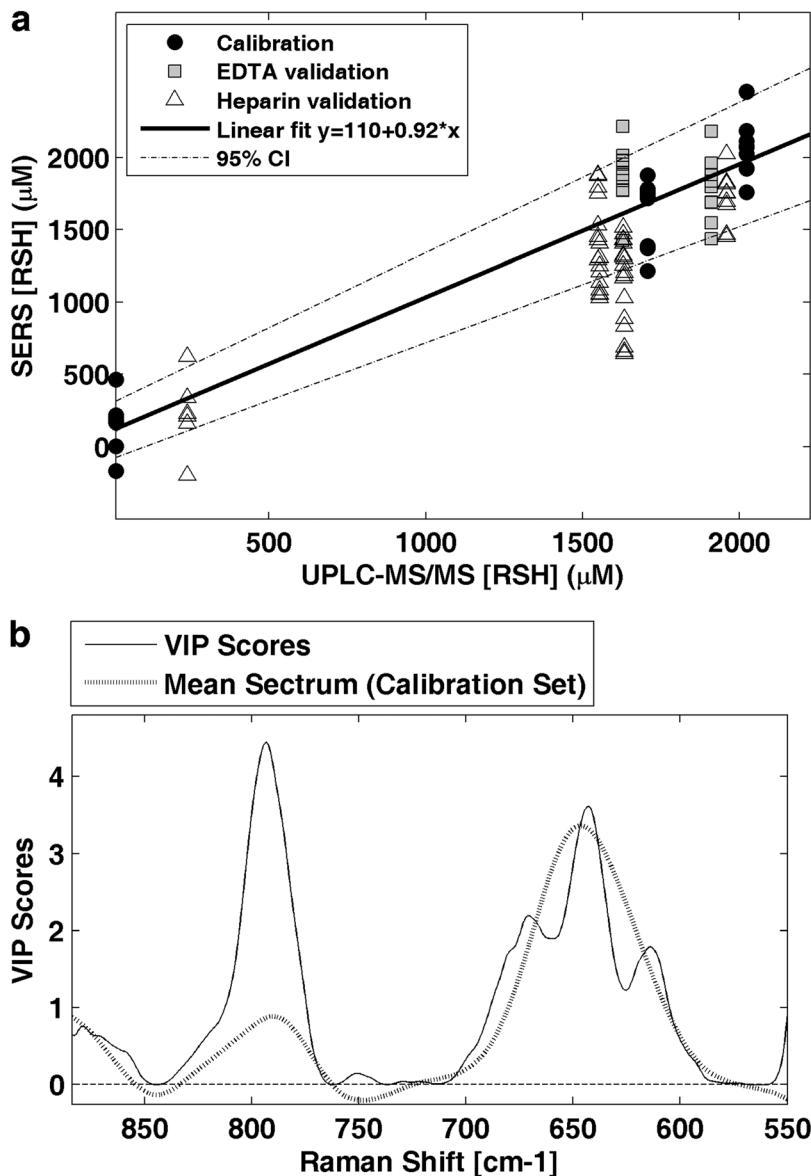 a
Calibration
EDTA validation
Heparin validation
Linear fit y=110+0.92*x
95% CI
SERS [RSH] (μM)
2000
1500
1000
500
0
500 1000 1500 2000
UPLC-MS/MS [RSH] (μM)
b
VIP Scores
Mean Sectrum (Calibration Set)
VIP Scores
4
3
2
1
0
850 800 750 700 650 600 550
Raman Shift [cm-1]